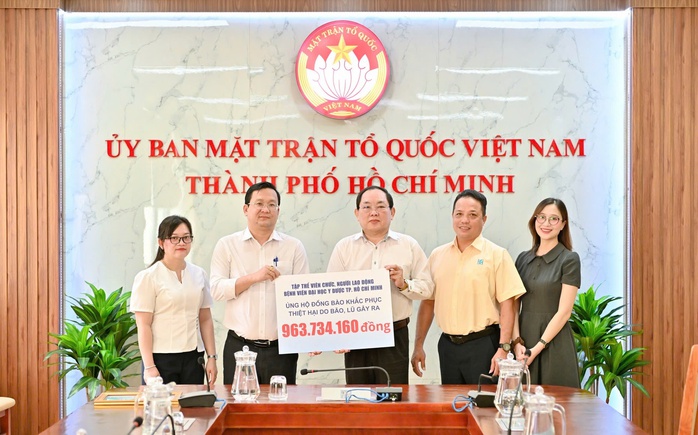 MẶT TRẬN TỔ QUỐC
VIỆT NAM
ỦY BAN MẶT TRẬN TỔ QUỐC VIỆT NAM
THÀNH PHỐ HỒ CHÍ MINH
TẬP THỂ VIÊN CHỨC, NGƯỜI LAO ĐỘNG
BỆNH VIỆN ĐẠI HỌC Y DƯỢC TP. HỒ CHÍ MINH
ỦNG HỘ ĐỒNG BÀO KHẮC PHỤC
THIỆT HẠI DO BÃO, LŨ GÂY RA
963.734.160 đồng